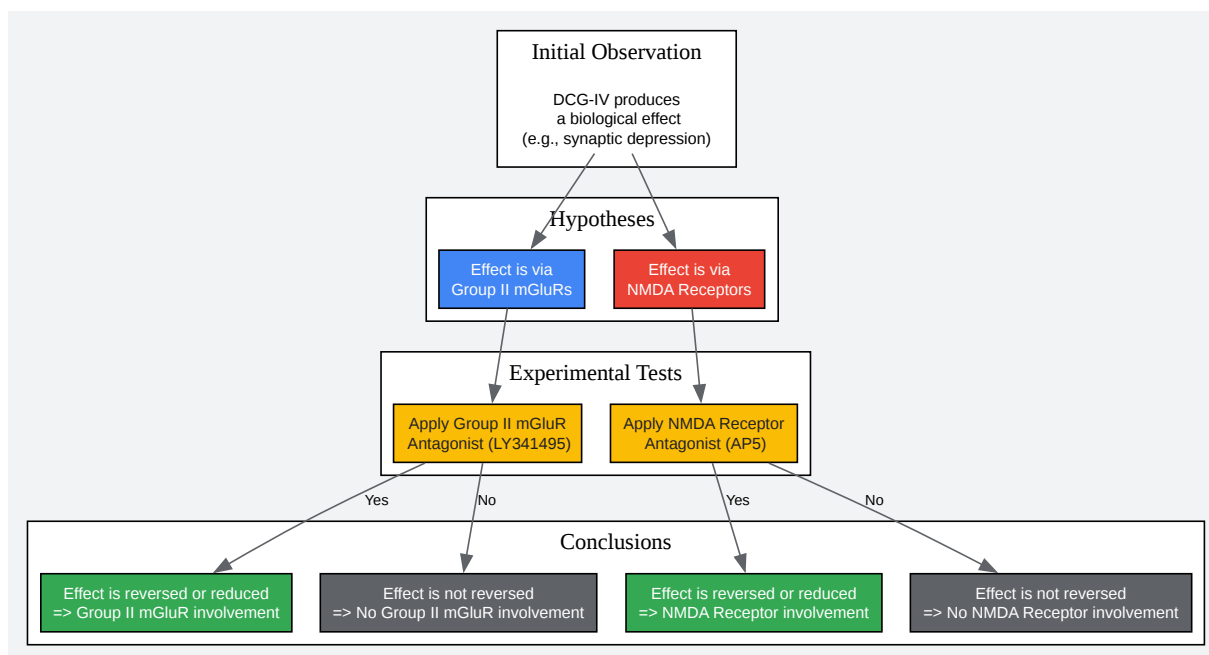 Initial Observation
DCG-IV produces
a biological effect
(e.g., synaptic depression)
Hypotheses
Effect is via
Group II mGluRs
Effect is via
NMDA Receptors
Experimental Tests
Apply Group II mGluR
Antagonist (LY341495)
Apply NMDA Receptor
Antagonist (AP5)
Yes
No
Yes
No
Conclusions
Effect is reversed or reduced
=> Group II mGluR involvement
Effect is not reversed
=> No Group II mGluR involvement
Effect is reversed or reduced
=> NMDA Receptor involvement
Effect is not reversed
=> No NMDA Receptor involvement